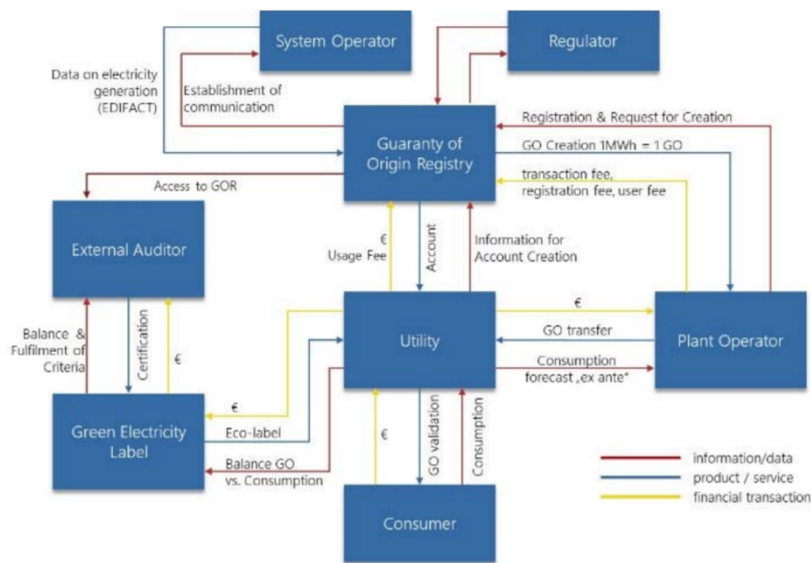 System Operator
Regulator
Data on electricity
generation
(EDIFACT)
Establishment of
communication
Registration & Request for Creation
Guaranty of
Origin Registry
GO Creation 1MWh = 1 GO
transaction fee,
registration fee, user fee
Access to GOR
External Auditor
€
Usage Fee
Account
Information for
Account Creation
Balance &
Fulfilment of
Criteria
Certification
€
Utility
€
GO transfer
Consumption
forecast „ex ante“
Plant Operator
Green Electricity
Label
€
Eco-label
Balance GO
vs. Consumption
€
GO validation
Consumption
Consumer
information/data
product / service
financial transaction